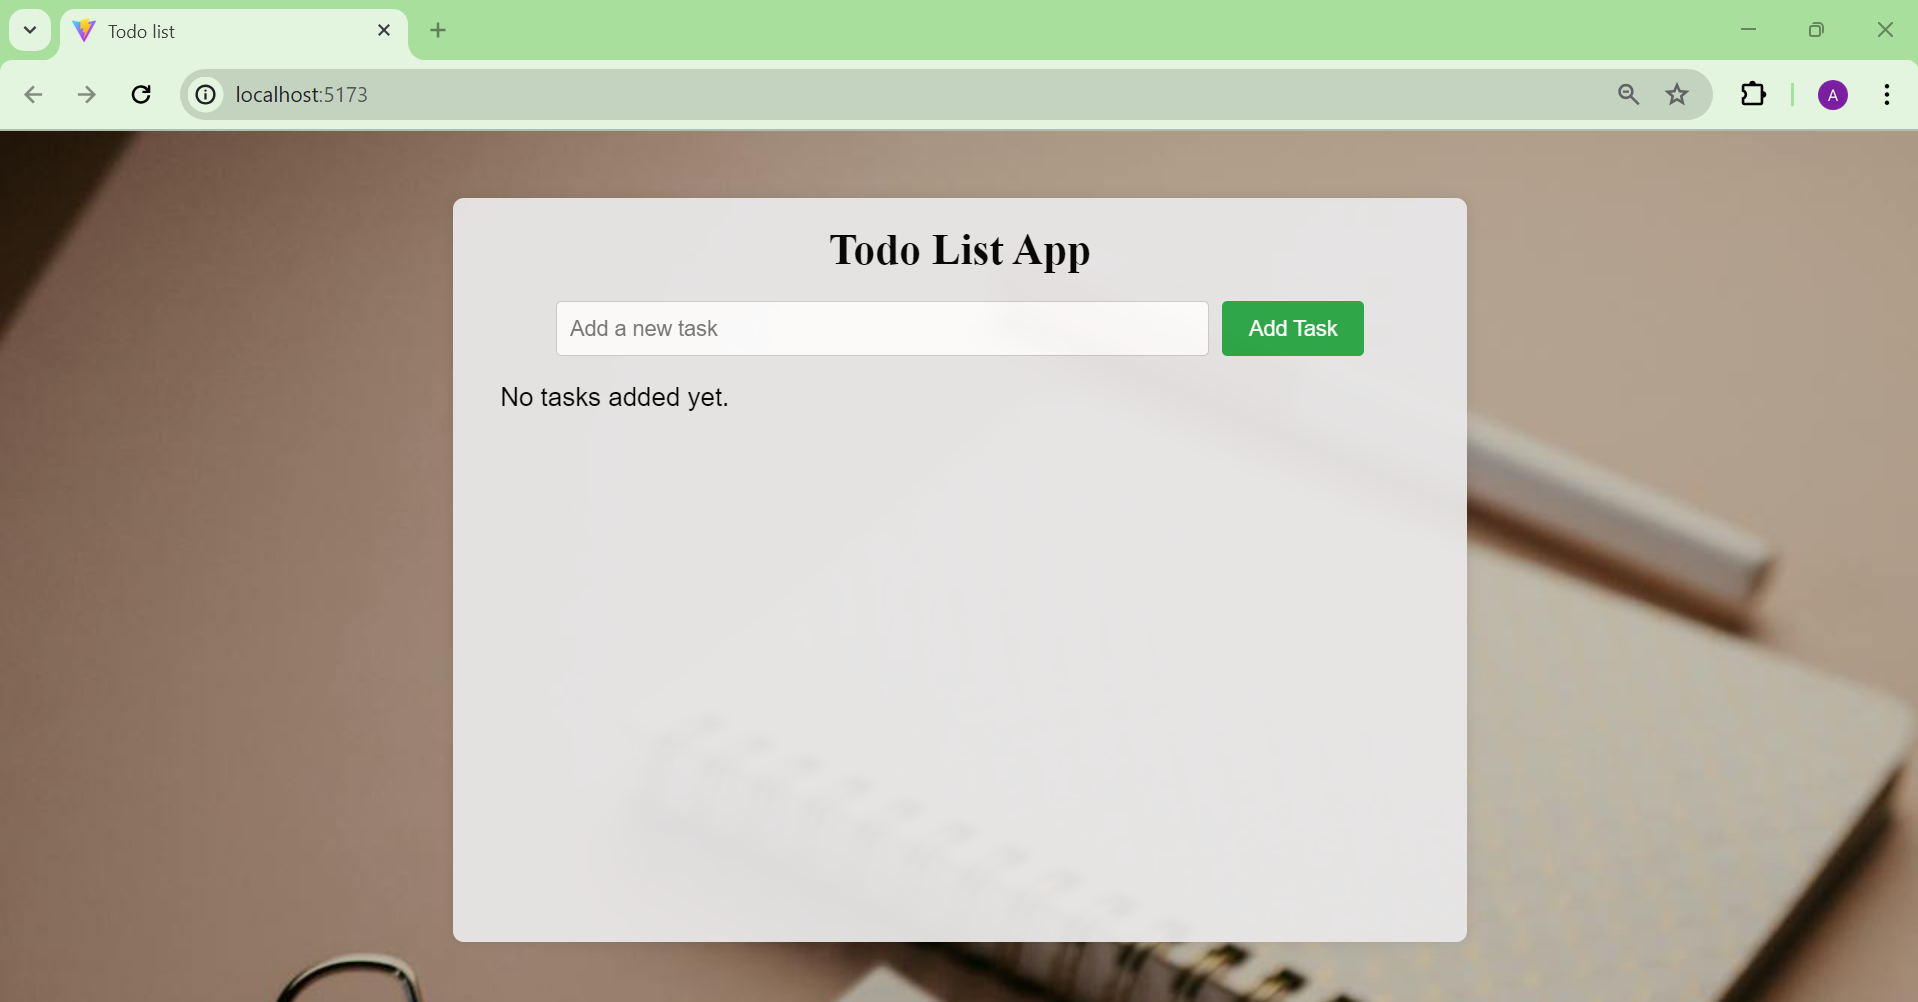 Todo list
localhost:5173
A
Todo List App
Add a new task
Add Task
No tasks added yet.